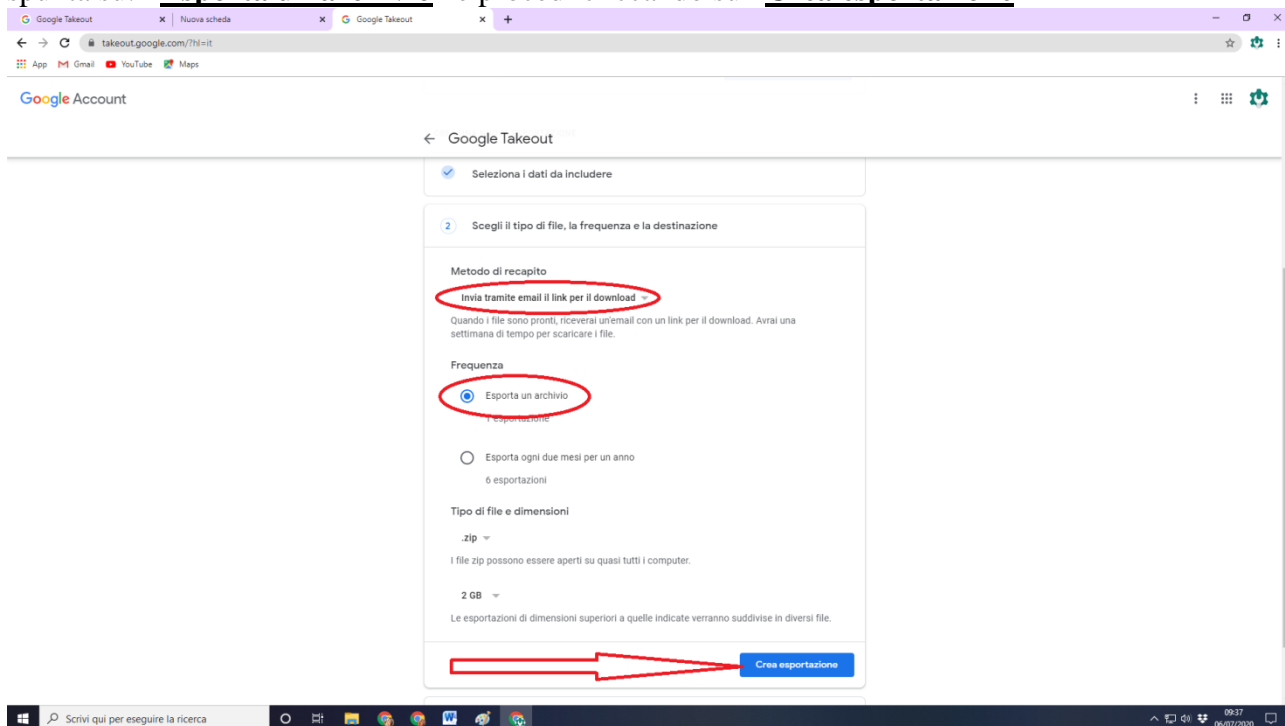 Google Takeout Nuova scheda Google Takeout
takeout.google.com/?hl=it
App Gmail YouTube Maps
Google Account
Google Takeout
Seleziona i dati da includere
2 Scegli il tipo di file, la frequenza e la destinazione
Metodo di recapito
Invia tramite email il link per il download
Quando i file sono pronti, riceverai un'email con un link per il download. Avrai una
settimana di tempo per scaricare i file.
Frequenza
Esporta un archivio
1 esportazione
Esporta ogni due mesi per un anno
6 esportazioni
Tipo di file e dimensioni
.zip
I file zip possono essere aperti su quasi tutti i computer.
2 GB
Le esportazioni di dimensioni superiori a quelle indicate verranno suddivise in diversi file.
Crea esportazione
Scrivi qui per eseguire la ricerca
09:37
06/07/2020